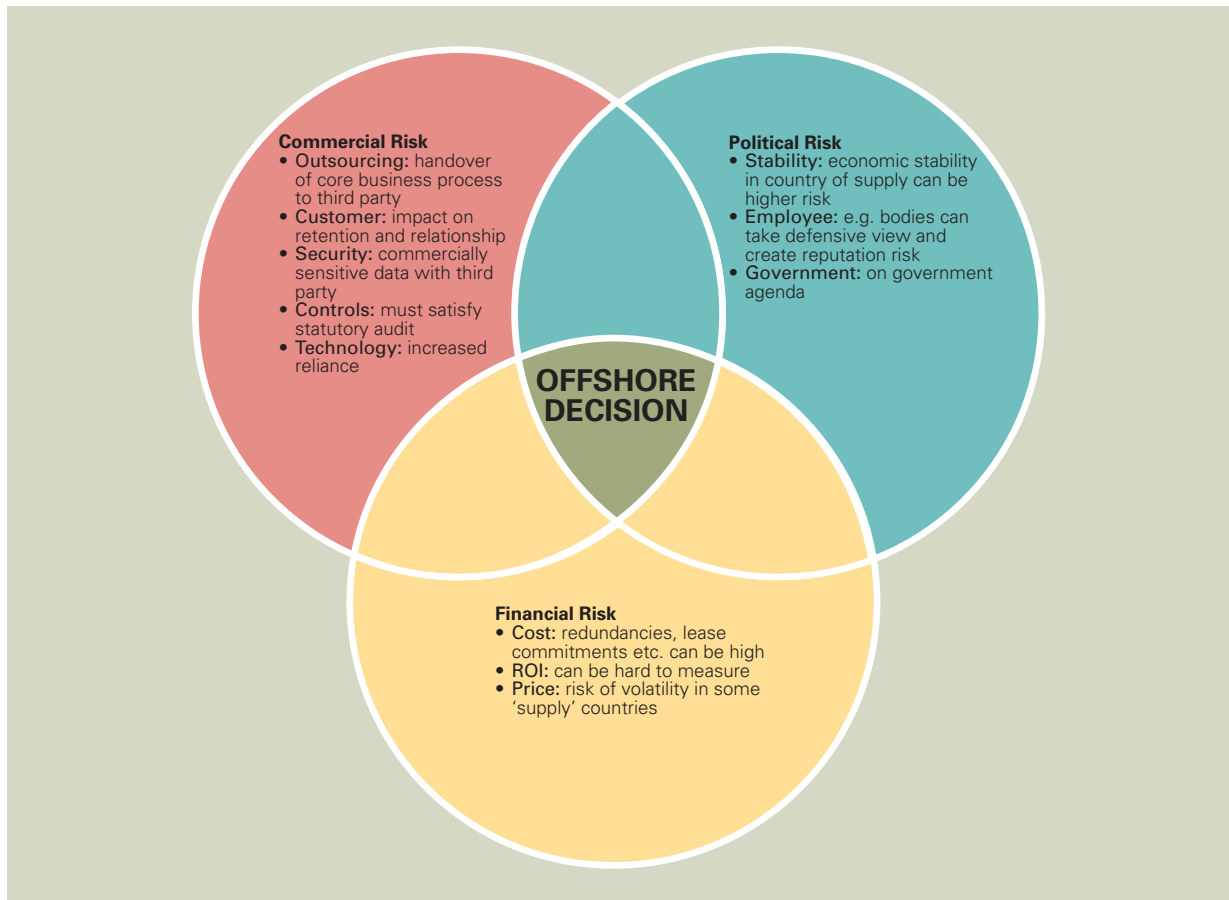 Commercial Risk
• Outsourcing: handover
of core business process
to third party
• Customer: impact on
retention and relationship
• Security: commercially
sensitive data with third
party
• Controls: must satisfy
statutory audit
• Technology: increased
reliance
Political Risk
• Stability: economic stability
in country of supply can be
higher risk
• Employee: e.g. bodies can
take defensive view and
create reputation risk
• Government: on government
agenda
OFFSHORE
DECISION
Financial Risk
• Cost: redundancies, lease
commitments etc. can be high
• ROI: can be hard to measure
• Price: risk of volatility in some
‘supply’ countries